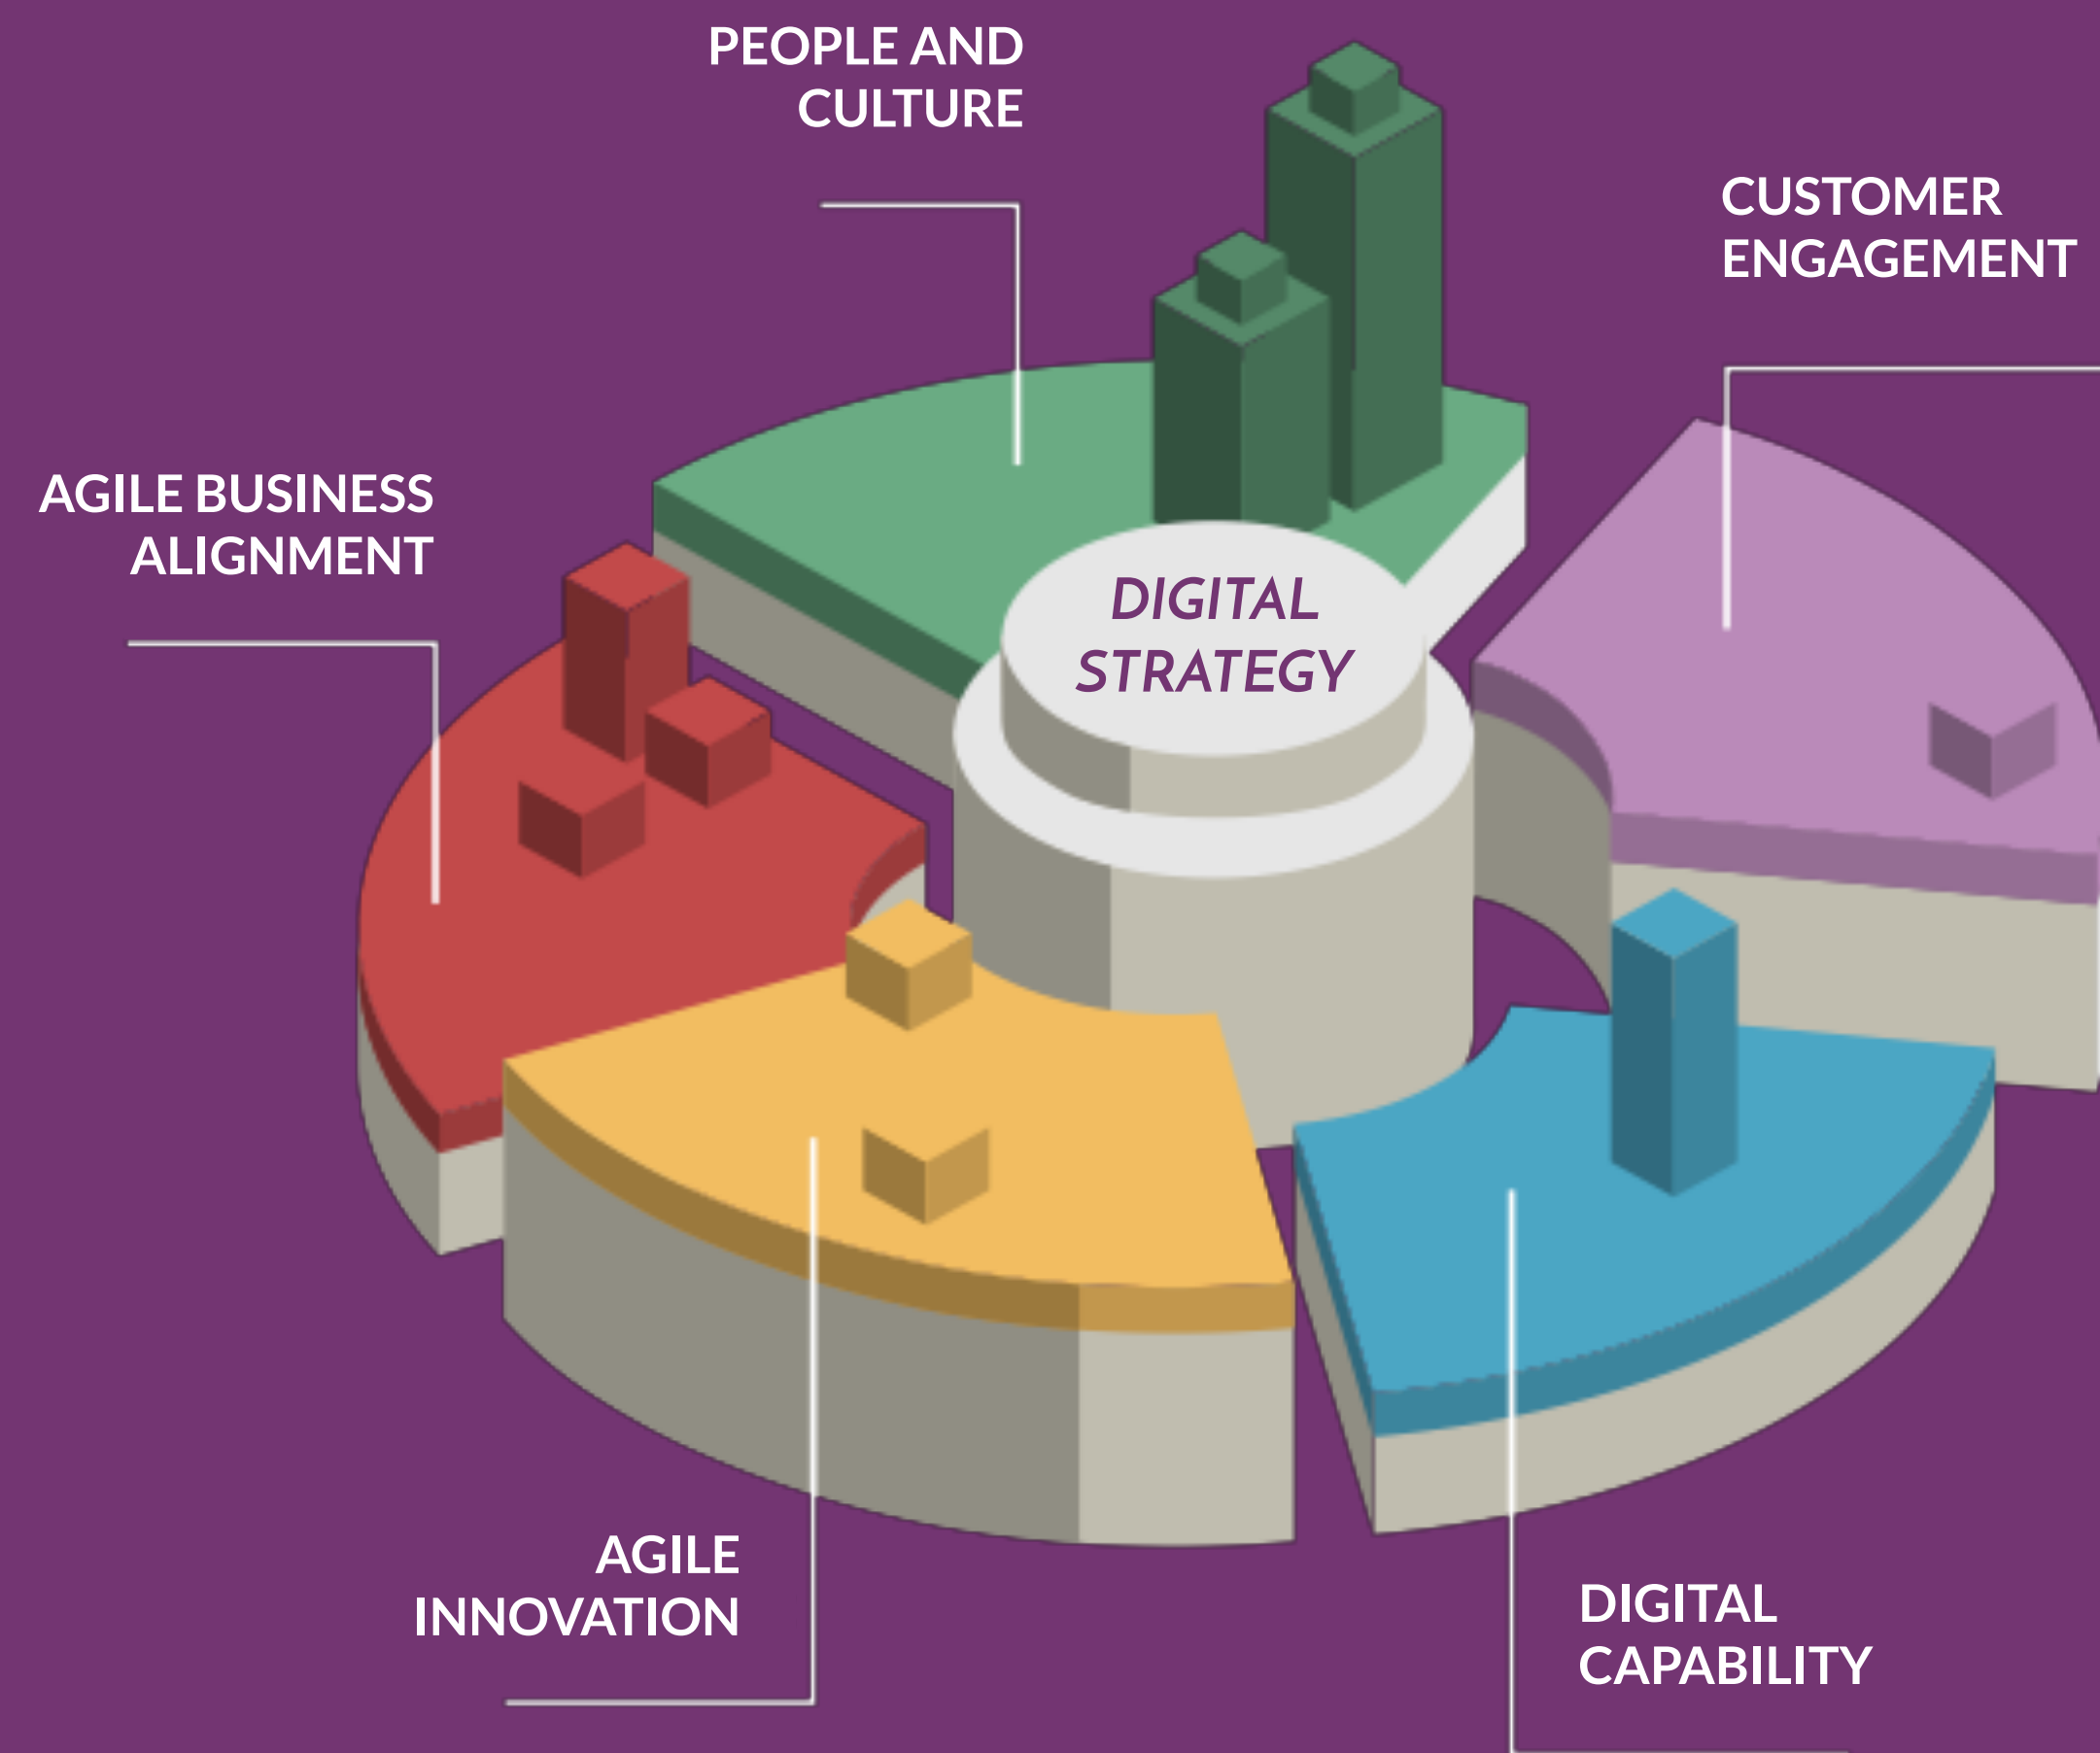 PEOPLE AND
CULTURE
CUSTOMER
ENGAGEMENT
AGILE BUSINESS
ALIGNMENT
DIGITAL
STRATEGY
AGILE
INNOVATION
DIGITAL
CAPABILITY